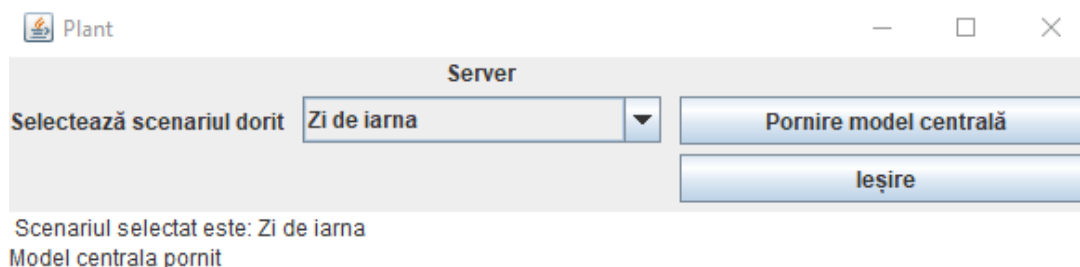 Plant
Server
Selectează scenariul dorit Zi de iarna Pornire model centrală
Ieșire
Scenariul selectat este: Zi de iarna
Model centrala pornit